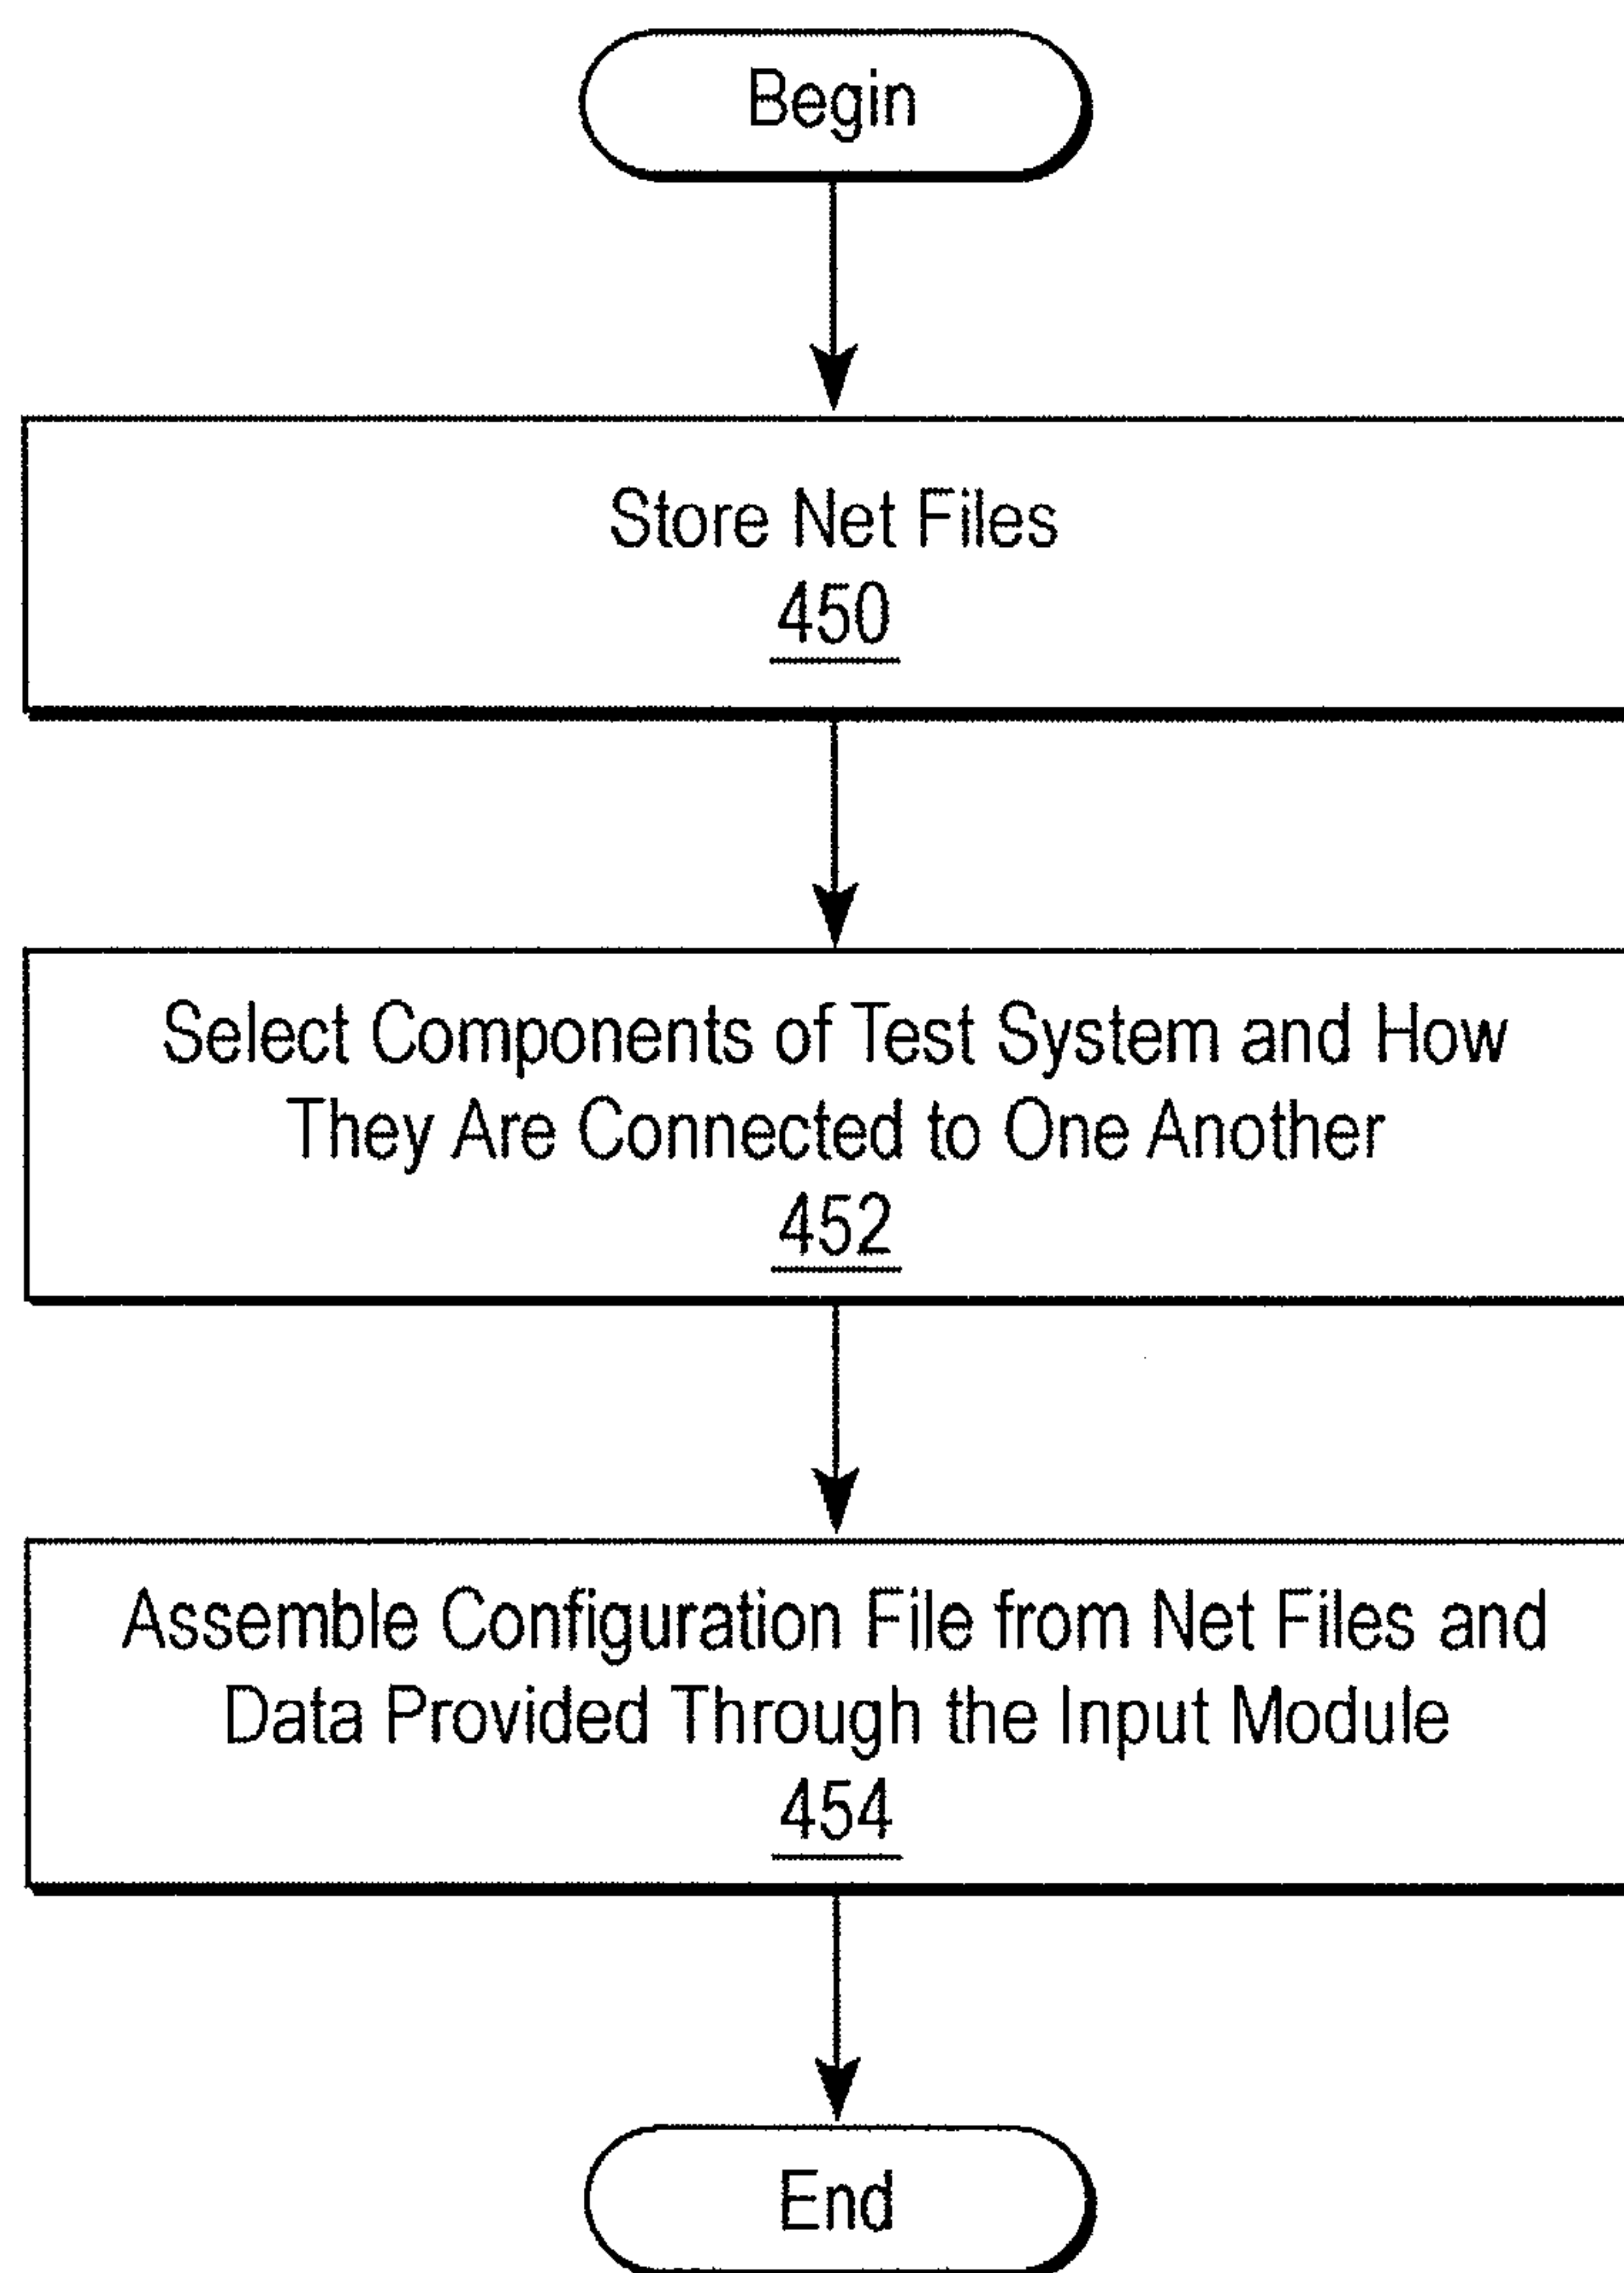 Begin
Store Net Files
450
Select Components of Test System and How
They Are Connected to One Another
452
Assemble Configuration File from Net Files and
Data Provided Through the Input Module
454
End